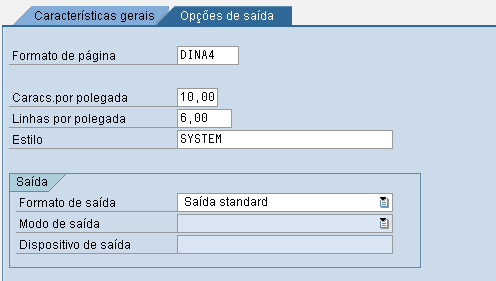 Características gerais Opções de saída
Formato de página DINA4
Caracs.por polegada 10,00
Linhas por polegada 6,00
Estilo SYSTEM
Saída
Formato de saída Saída standard
Modo de saída
Dispositivo de saída